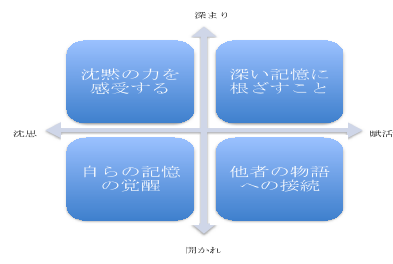 深まり
沈黙の力を
感受する
深い記憶に
根ざすこと
沈思
賦活
自らの記憶
の覚醒
他者の物語
への接続
開かれ